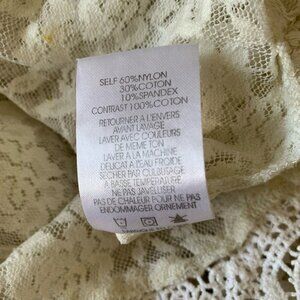 SELF 60%NYLON
30%COTON
10%SPANDEX
CONTRAST 100%COTON
RETOURNER A L'ENVERS
AVANT LAVAGE
LAVER AVEC COULEURS
DE MEME TON
LAVER A LA MACHINE
DELICAT A L'EAU FROIDE
SECHER PAR CULBUTAGE
A BASSE TEMPERATURE
NE PAS JAVELLISER
PAS DE CHALEUR POUR NE PAS
ENDOMMAGER ORNEMENT